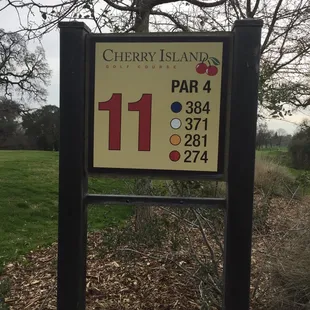 CHERRY ISLAND
GOLF COURSE
11
PAR 4
384
371
281
274